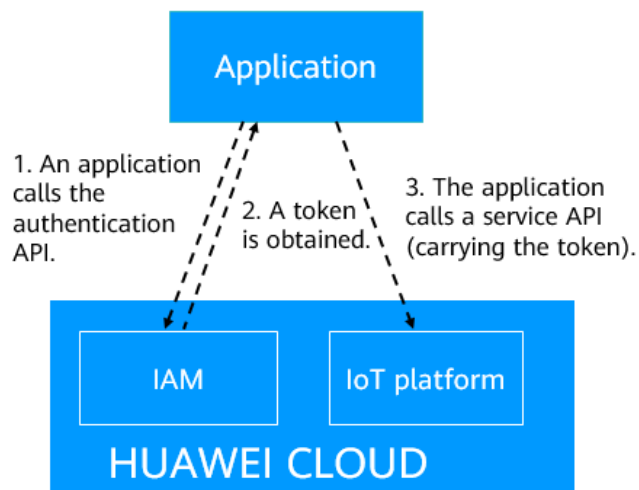 Application
1. An application
calls the
authentication
API.
2. A token
is obtained.
3. The application
calls a service API
(carrying the token).
IAM
IoT platform
HUAWEI CLOUD